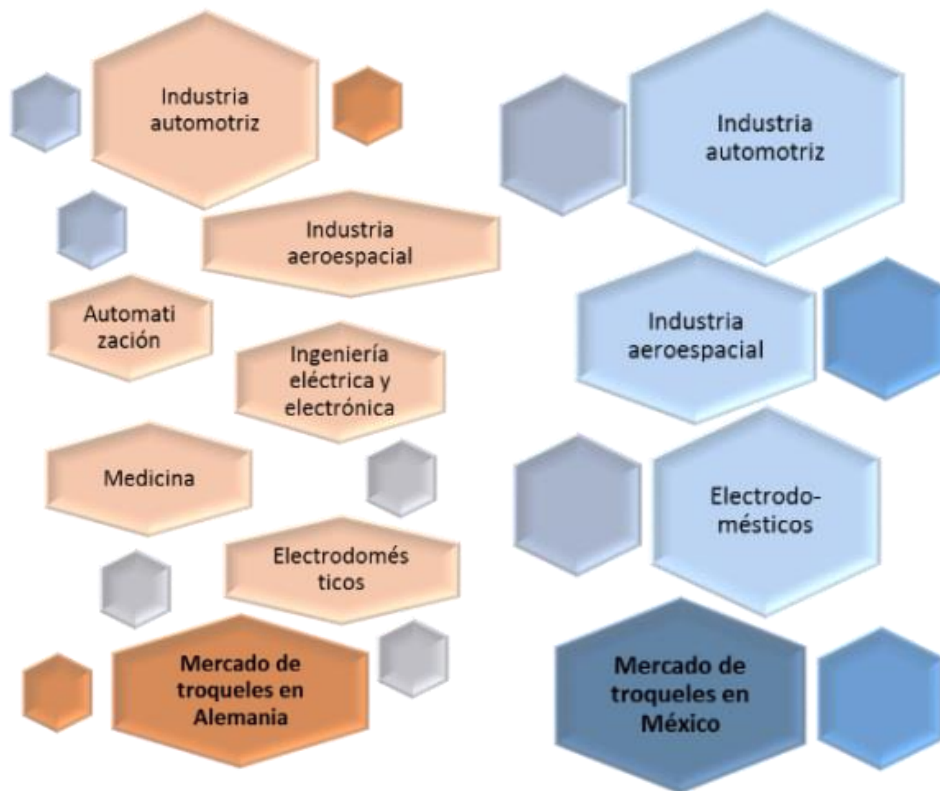 Industria
automotriz
Industria
aeroespacial
Automati
zación
Ingeniería
eléctrica y
electrónica
Medicina
Electrodomés
ticos
Mercado de
troqueles en
Alemania
Industria
automotriz
Industria
aeroespacial
Electrodo-
mésticos
Mercado de
troqueles en
México